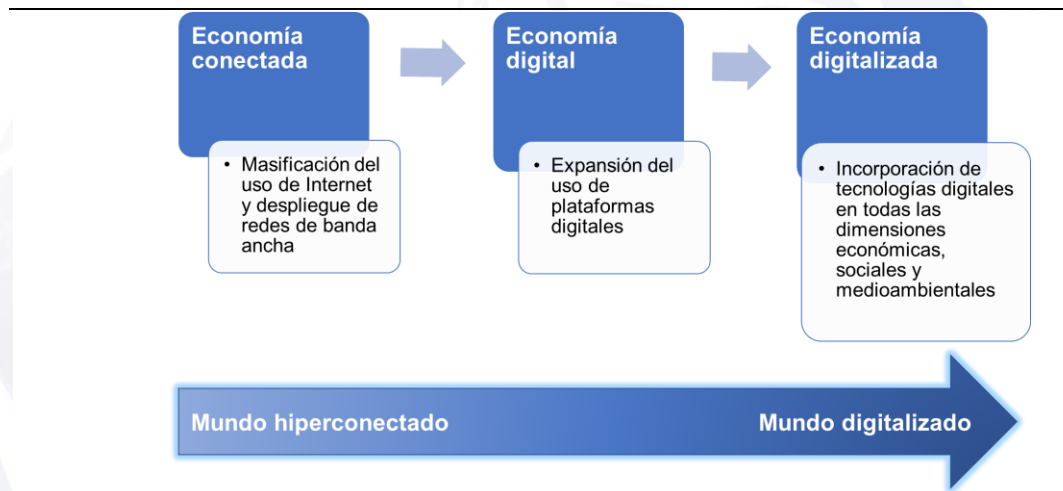 Economía
conectada
• Masificación del
uso de Internet
y despliegue de
redes de banda
ancha
Economía
digital
• Expansión del
uso de
plataformas
digitales
Economía
digitalizada
• Incorporación de
tecnologías digitales
en todas las
dimensiones
económicas,
sociales y
medioambientales
Mundo hiperconectado
Mundo digitalizado